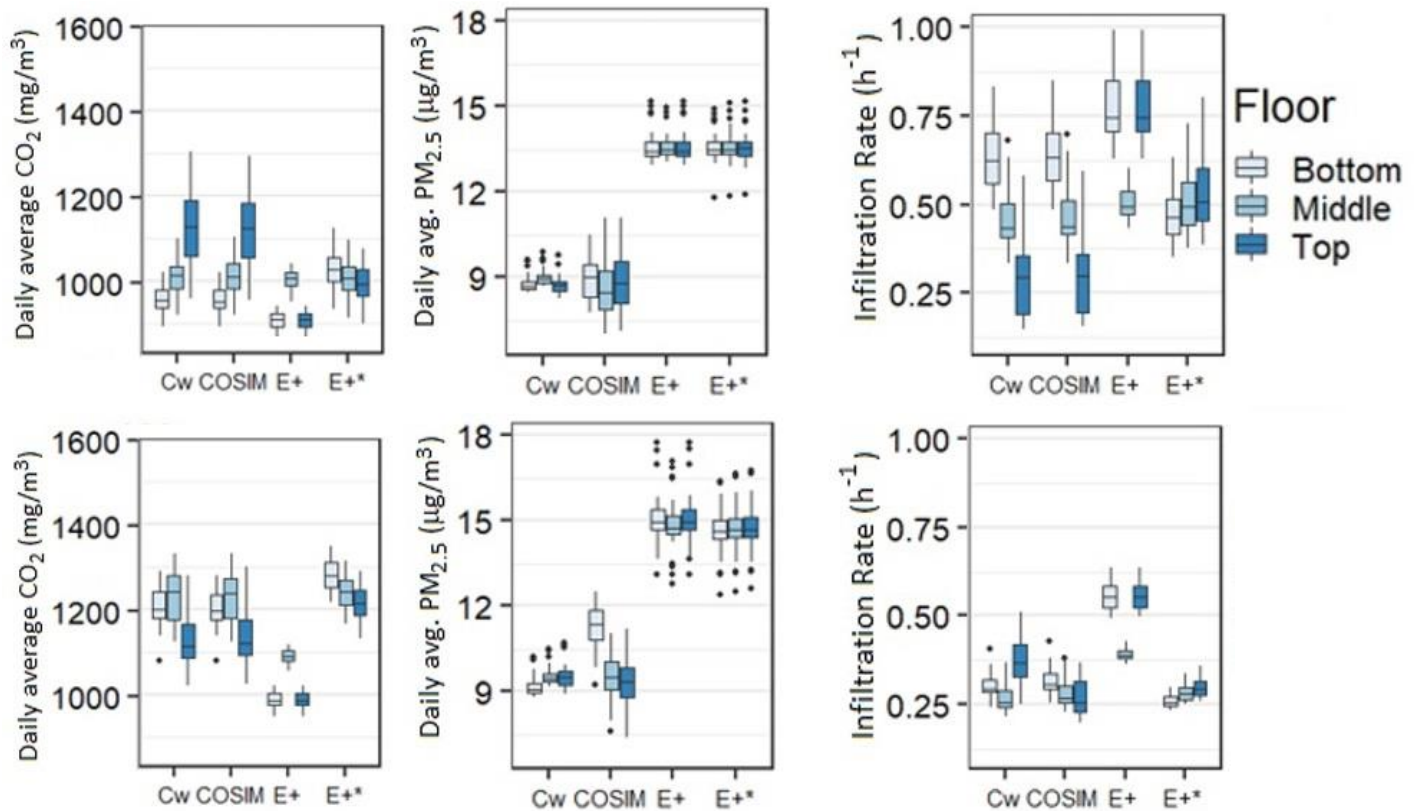 Daily average CO2 (mg/m3)
1600
1400
1200
1000
Cw COSIM E+ E+*
Daily avg. PM2.5 (μg/m3)
18
15
12
9
Cw COSIM E+ E+*
Infiltration Rate (h-1)
1.00
0.75
0.50
0.25
Cw COSIM E+ E+*
Floor
Bottom
Middle
Top
Daily average CO2 (mg/m3)
1600
1400
1200
1000
Cw COSIM E+ E+*
Daily avg. PM2.5 (μg/m3)
18
15
12
9
Cw COSIM E+ E+*
Infiltration Rate (h-1)
1.00
0.75
0.50
0.25
Cw COSIM E+ E+*